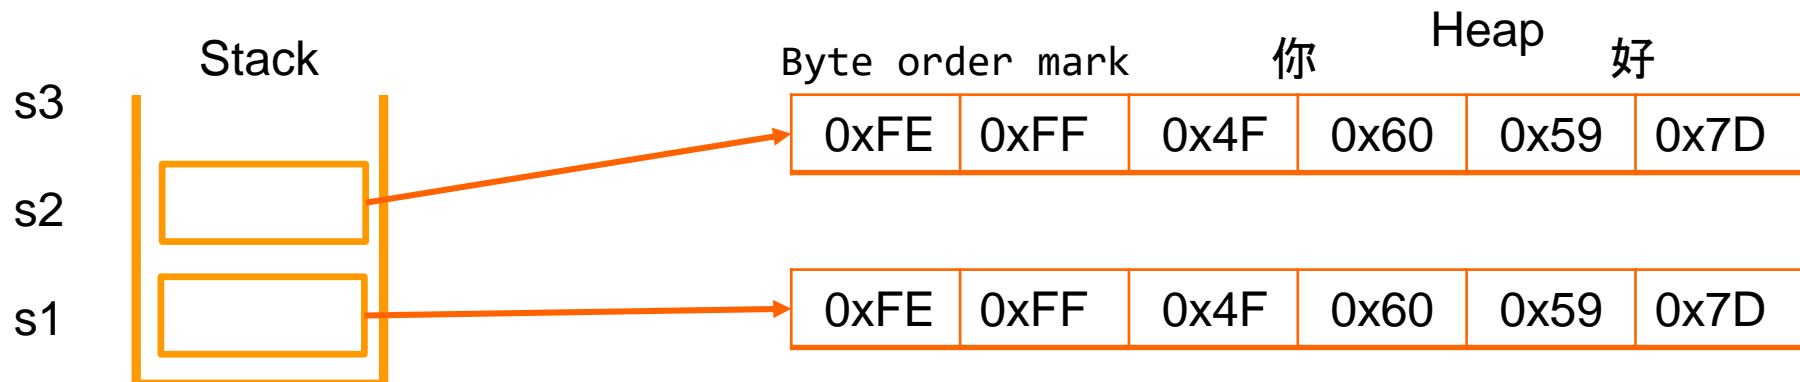 Stack
Heap
Byte order mark 你 好
s3
0xFE 0xFF 0x4F 0x60 0x59 0x7D
s2
s1
0xFE 0xFF 0x4F 0x60 0x59 0x7D